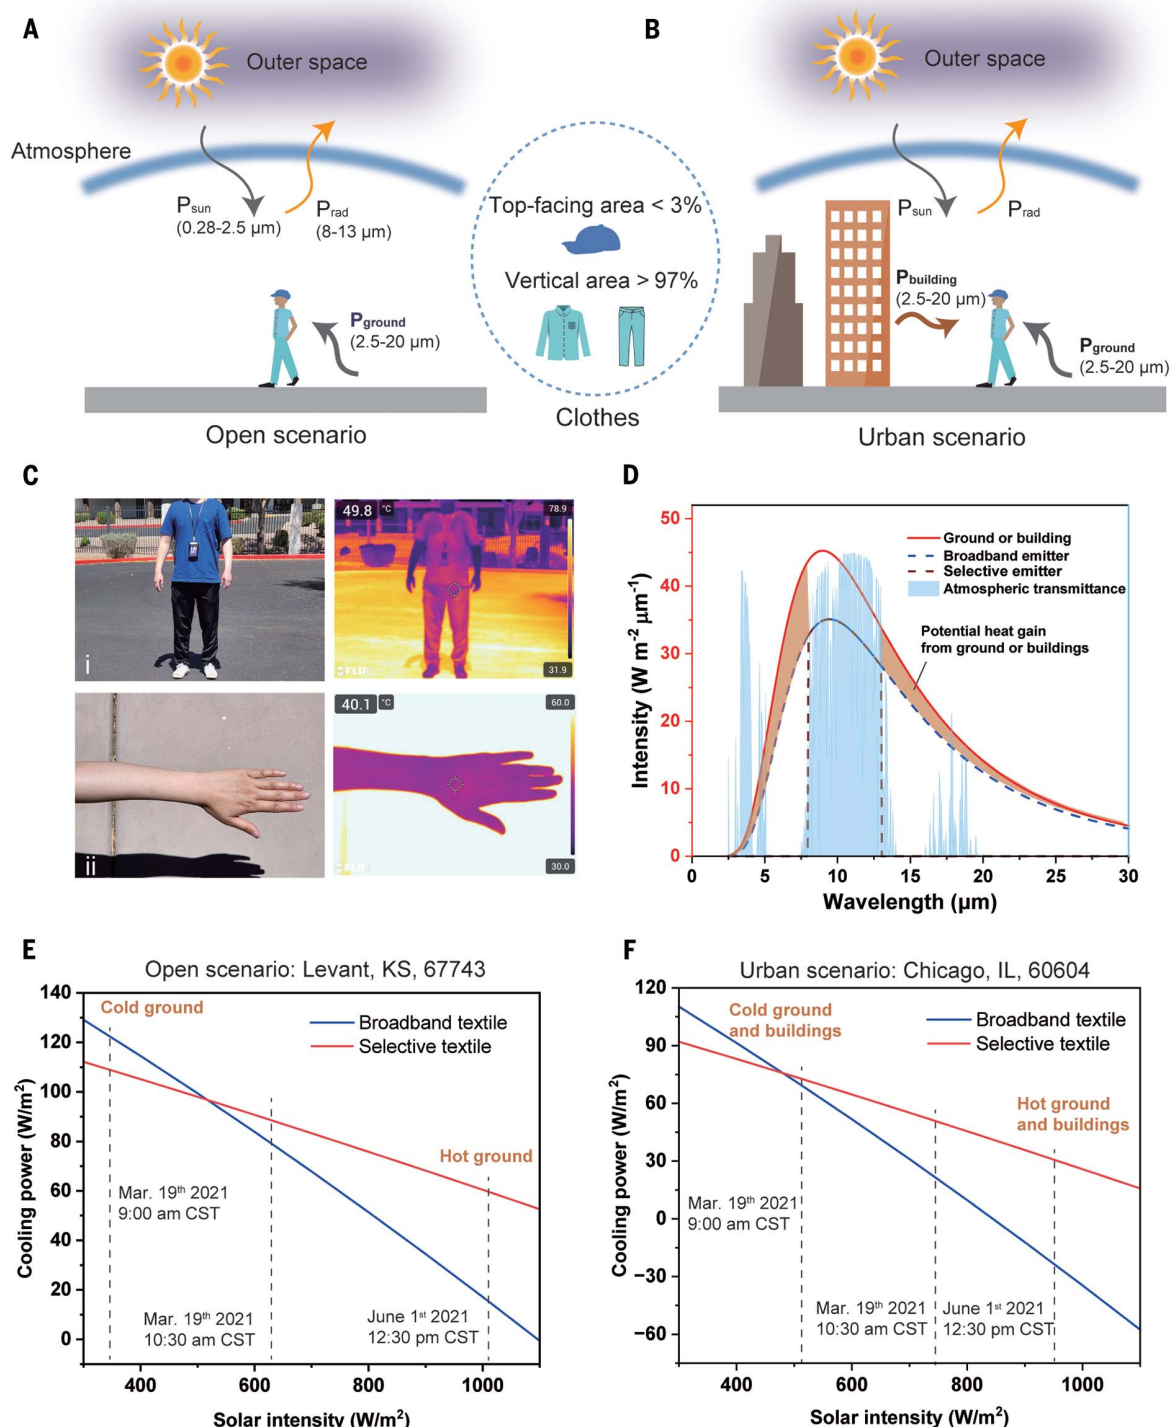 A
Outer space
Atmosphere
Psun
(0.28-2.5 µm)
Prad
(8-13 µm)
Pground
(2.5-20 µm)
Open scenario
Top-facing area < 3%
Vertical area > 97%
Clothes
B
Outer space
Psun
Prad
Pbuilding
(2.5-20 µm)
Pground
(2.5-20 µm)
Urban scenario
C
i
49.8 °C
78.9
31.9
FLIR
ii
40.1 °C
60.0
30.0
FLIR
D
Intensity (W m⁻² µm⁻¹)
50
40
30
20
10
0
Ground or building
Broadband emitter
Selective emitter
Atmospheric transmittance
Potential heat gain
from ground or buildings
0 5 10 15 20 25 30
Wavelength (µm)
E
Open scenario: Levant, KS, 67743
Cooling power (W/m²)
140
120
100
80
60
40
20
0
Cold ground
Broadband textile
Selective textile
Hot ground
Mar. 19th 2021
9:00 am CST
Mar. 19th 2021
10:30 am CST
June 1st 2021
12:30 pm CST
400 600 800 1000
Solar intensity (W/m²)
F
Urban scenario: Chicago, IL, 60604
Cooling power (W/m²)
120
90
60
30
0
−30
−60
Cold ground
and buildings
Broadband textile
Selective textile
Hot ground
and buildings
Mar. 19th 2021
9:00 am CST
Mar. 19th 2021
10:30 am CST
June 1st 2021
12:30 pm CST
400 600 800 1000
Solar intensity (W/m²)